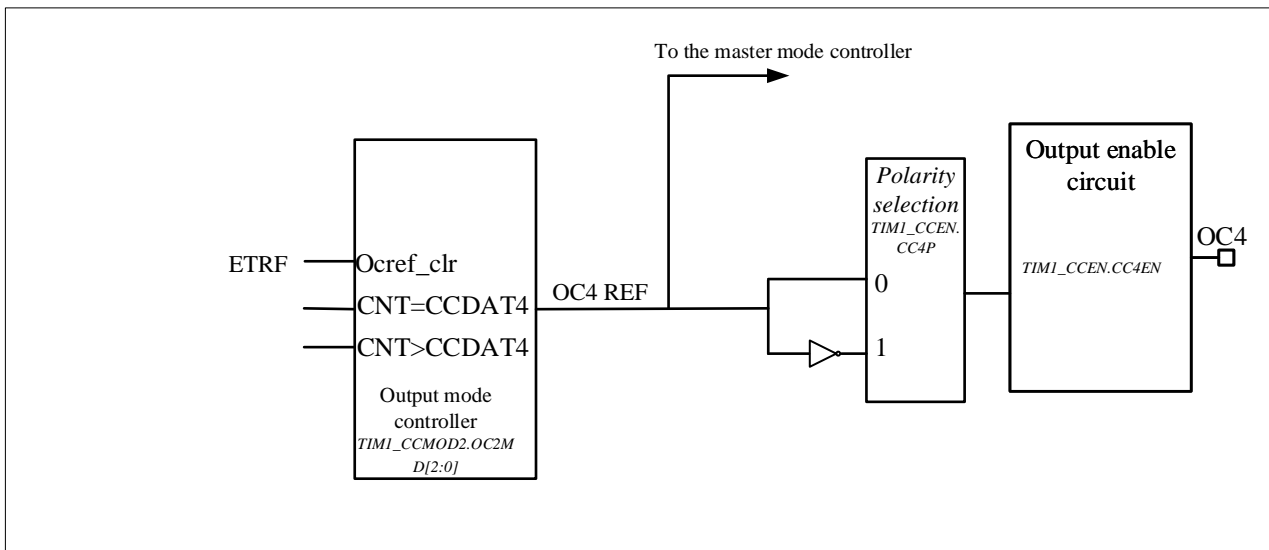 To the master mode controller
Output enable
circuit
Polarity
selection
TIM1_CCEN.
CC4P
OC4
ETRF
Ocref_clr
TIM1_CCEN.CC4EN
0
OC4 REF
CNT=CCDAT4
CNT>CCDAT4
1
Output mode
controller
TIM1_CCMOD2.OC2M
D[2:0]